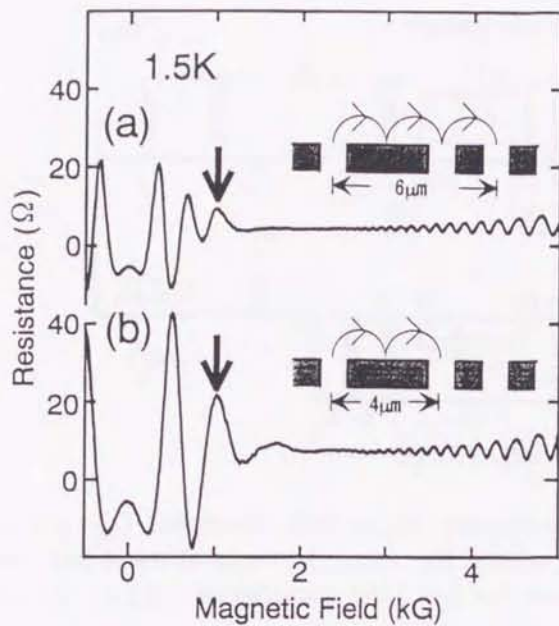 1.5K
(a)
6μm
(b)
4μm
Resistance (Ω)
40
20
0
40
20
0
0
2
4
Magnetic Field (kG)